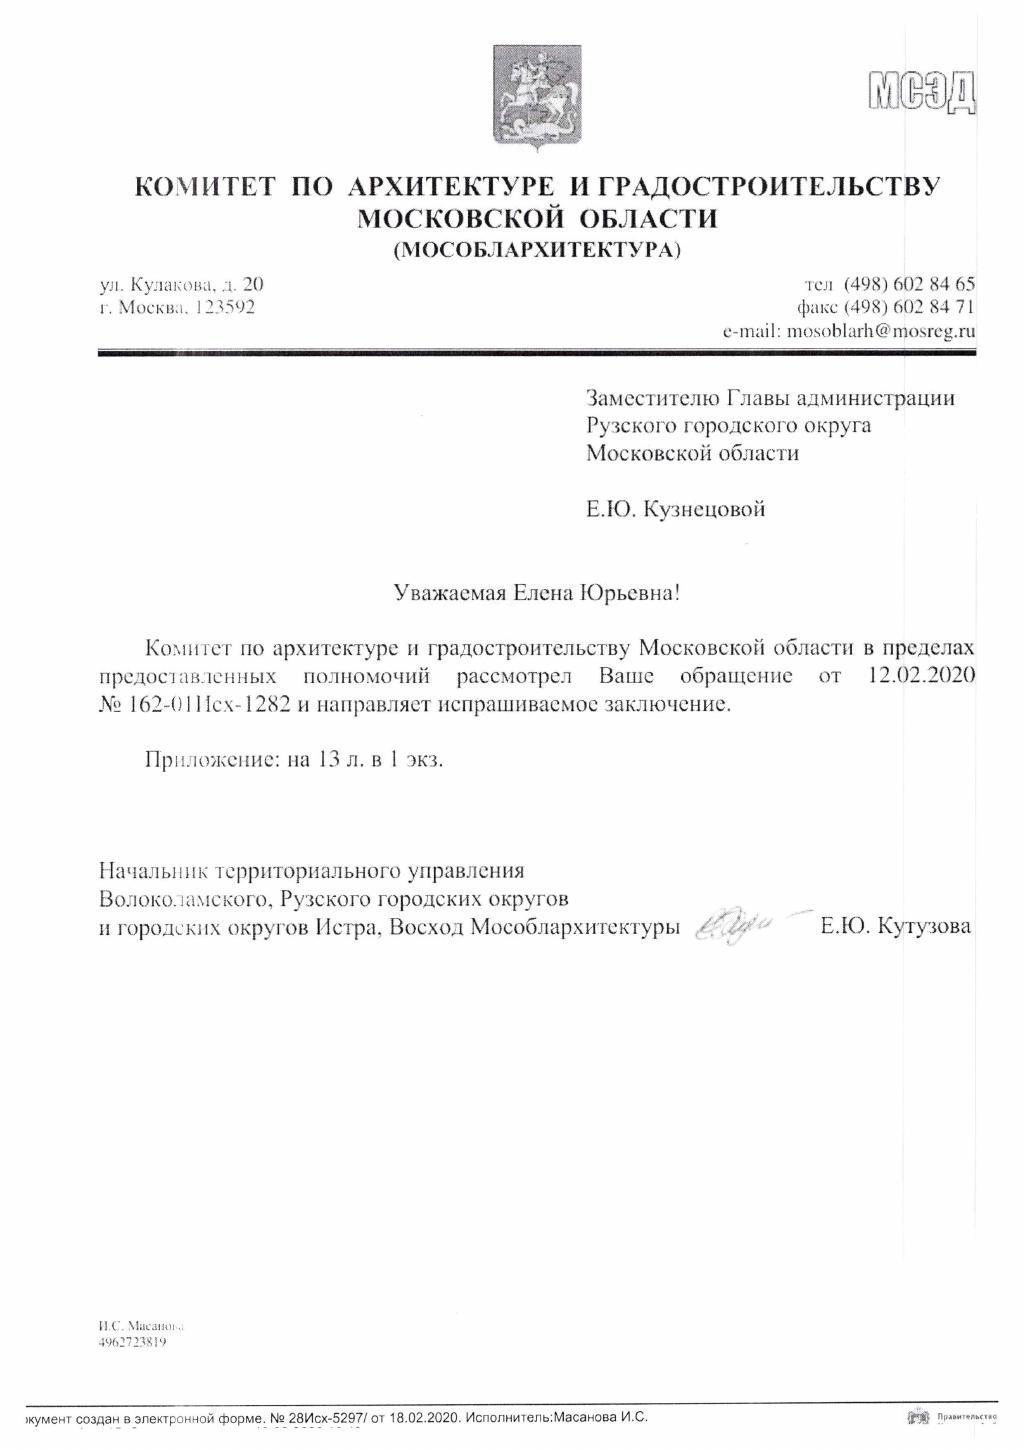 МСЭД
КОМИТЕТ ПО АРХИТЕКТУРЕ И ГРАДОСТРОИТЕЛЬСТВУ
МОСКОВСКОЙ ОБЛАСТИ
(МОСОБЛАРХИТЕКТУРА)
ул. Кулакова, д. 20
г. Москва, 123592
тел (498) 602 84 65
факс (498) 602 84 71
e-mail: mosoblarh@mosreg.ru
Заместителю Главы администрации
Рузского городского округа
Московской области
Е.Ю. Кузнецовой
Уважаемая Елена Юрьевна!
Комитет по архитектуре и градостроительству Московской области в пределах
предоставленных полномочий рассмотрел Ваше обращение от 12.02.2020
№ 162-01Исх-1282 и направляет испрашиваемое заключение.
Приложение: на 13 л. в 1 экз.
Начальник территориального управления
Волоколамского, Рузского городских округов
и городских округов Истра, Восход Мособлархитектуры Е.Ю. Кутузова
И.С. Масанова
4962723819
окумент создан в электронной форме. № 28Исх-5297/ от 18.02.2020. Исполнитель:Масанова И.С.
Правительство